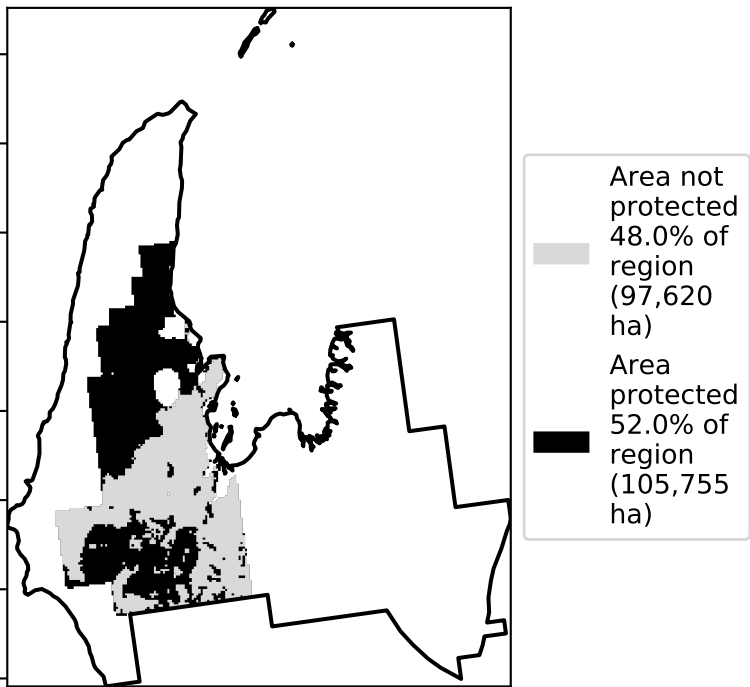 Area not
protected
48.0% of
region
(97,620
ha)
Area
protected
52.0% of
region
(105,755
ha)